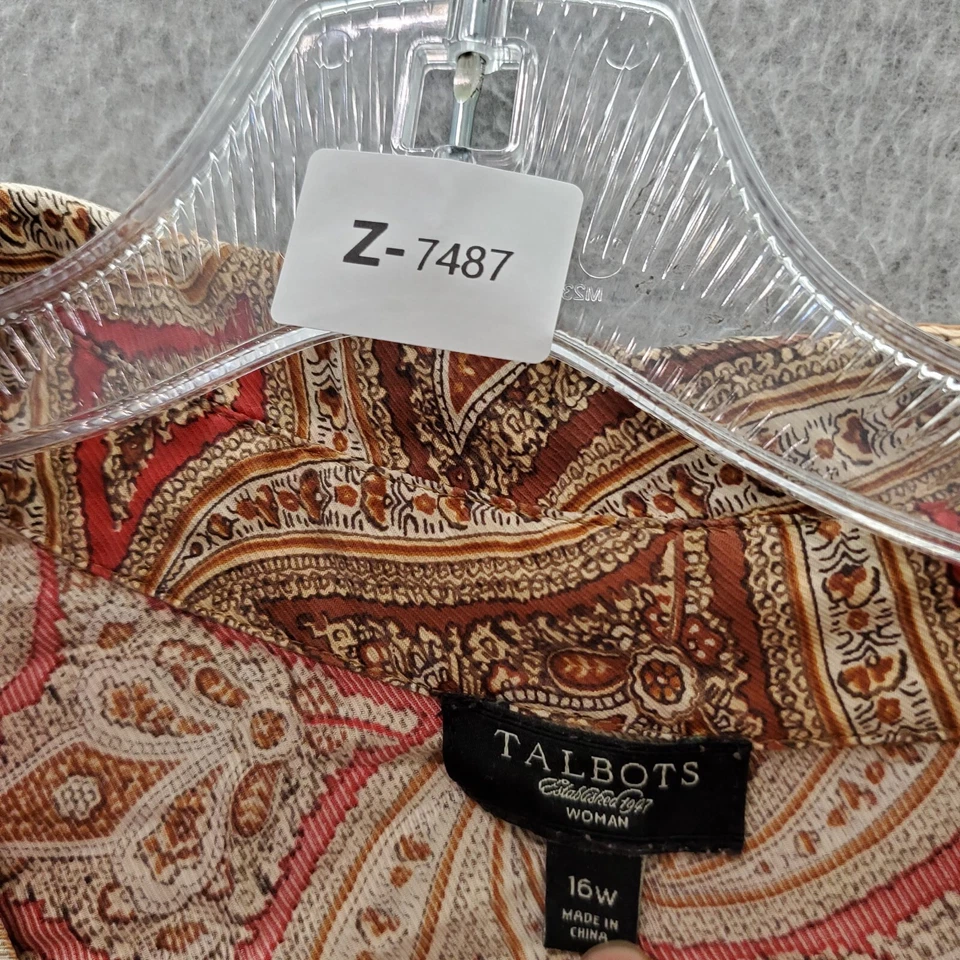 Z-7487
TALBOTS
Established 1947
WOMAN
16W
MADE IN
CHINA